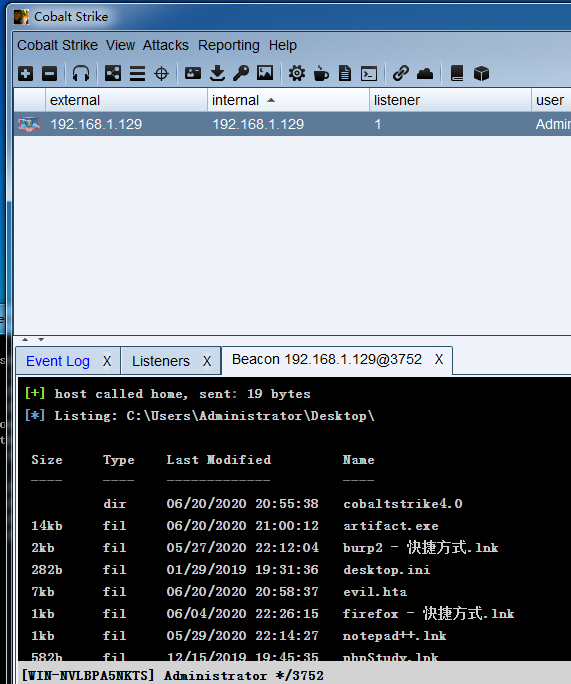 Cobalt Strike
Cobalt Strike View Attacks Reporting Help
external internal listener user
192.168.1.129 192.168.1.129 1 Admin
Event Log X Listeners X Beacon 192.168.1.129@3752 X
[+] host called home, sent: 19 bytes
[*] Listing: C:\Users\Administrator\Desktop\
Size Type Last Modified Name
---- ---- ------------- ----
dir 06/20/2020 20:55:38 cobaltstrike4.0
14kb fil 06/20/2020 21:00:12 artifact.exe
2kb fil 05/27/2020 22:12:04 burp2 - 快捷方式.lnk
282b fil 01/29/2019 19:31:36 desktop.ini
7kb fil 06/20/2020 20:58:37 evil.hta
1kb fil 06/04/2020 22:26:15 firefox - 快捷方式.lnk
1kb fil 05/29/2020 22:14:27 notepad++.lnk
582b fil 12/15/2019 19:45:35 phpStudy.lnk
[WIN-NVLBPA5NKTS] Administrator */3752